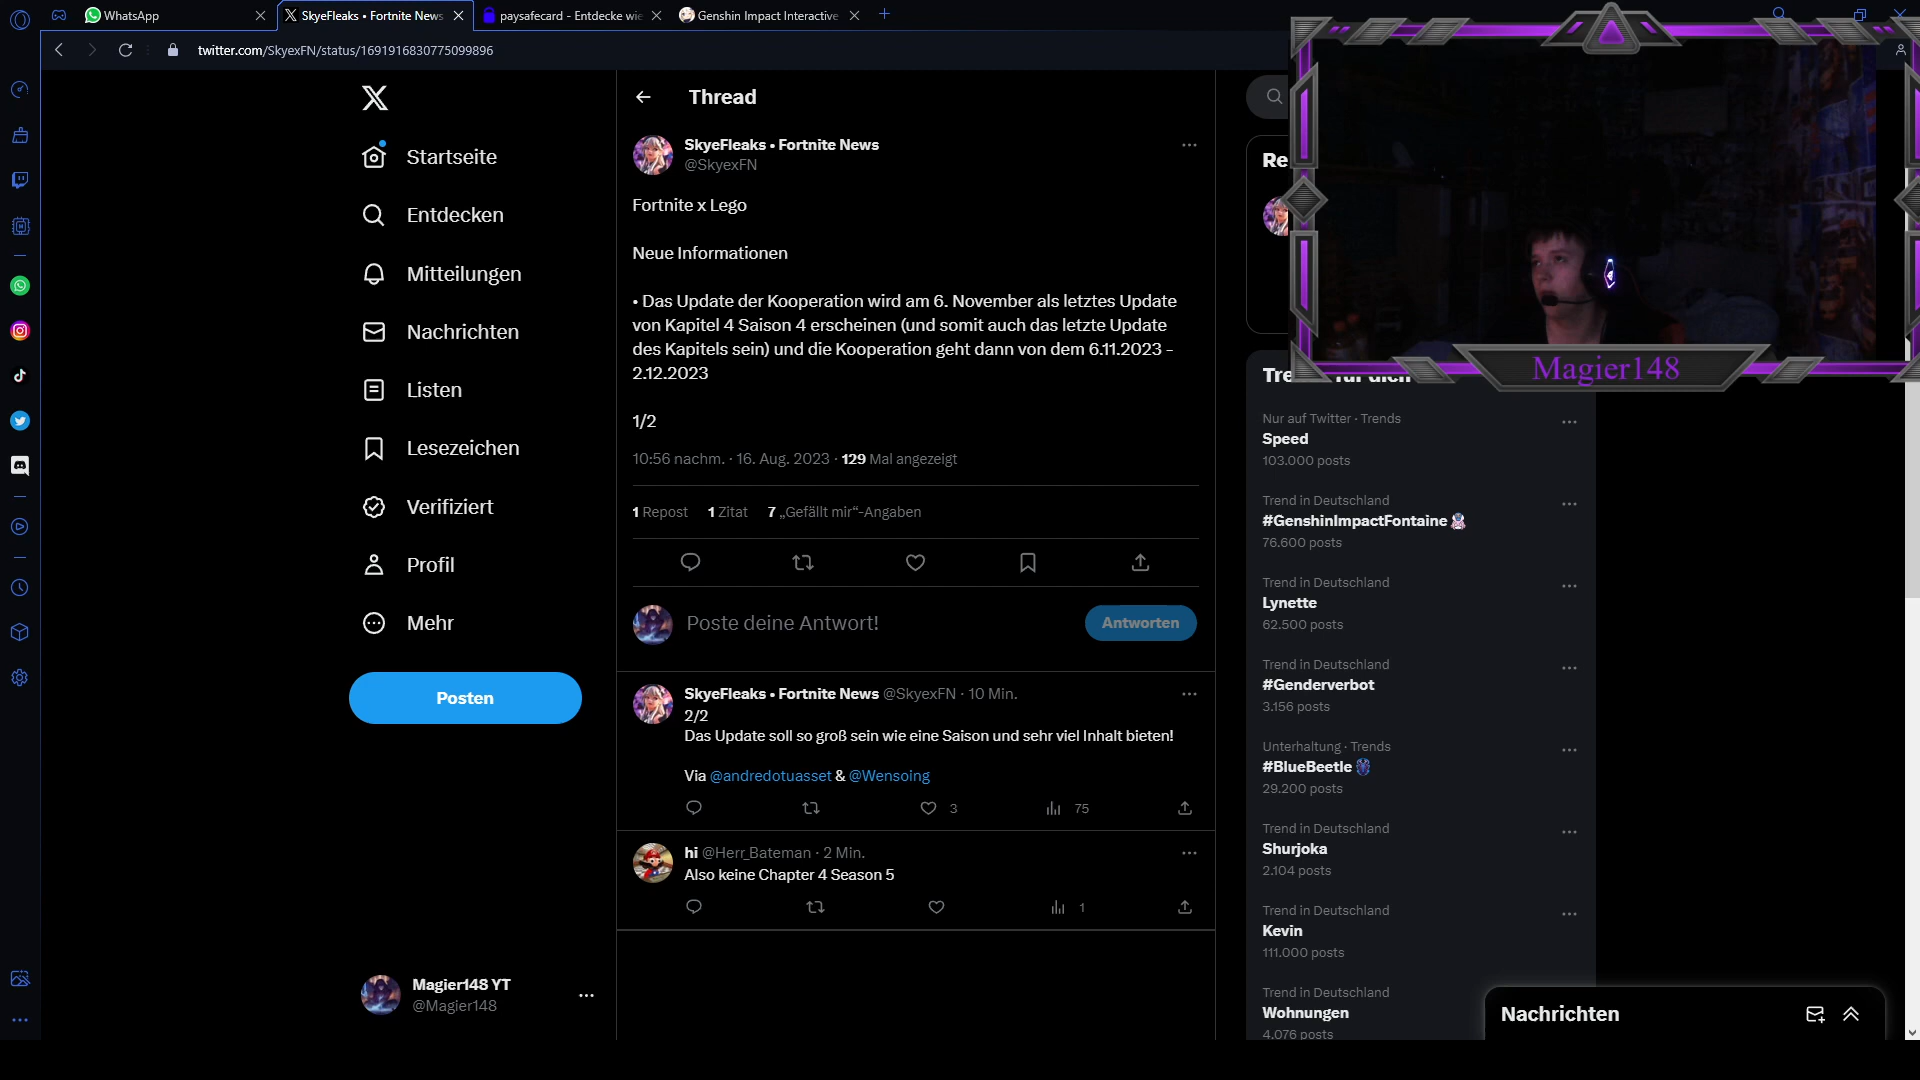 WhatsApp
SkyeFleaks • Fortnite News
paysafecard - Entdecke wie
Genshin Impact Interactive
twitter.com/SkyexFN/status/1691916830775099896
Startseite
Entdecken
Mitteilungen
Nachrichten
Listen
Lesezeichen
Verifiziert
Profil
Mehr
Posten
Magier148 YT
@Magier148
Thread
SkyeFleaks • Fortnite News
@SkyexFN
Fortnite x Lego
Neue Informationen
• Das Update der Kooperation wird am 6. November als letztes Update
von Kapitel 4 Saison 4 erscheinen (und somit auch das letzte Update
des Kapitels sein) und die Kooperation geht dann von dem 6.11.2023 -
2.12.2023
1/2
10:56 nachm. · 16. Aug. 2023 · 129 Mal angezeigt
1 Repost 1 Zitat 7 „Gefällt mir“-Angaben
Poste deine Antwort!
Antworten
SkyeFleaks • Fortnite News @SkyexFN · 10 Min.
2/2
Das Update soll so groß sein wie eine Saison und sehr viel Inhalt bieten!
Via @andredotuasset & @Wensoing
3
75
hi @Herr_Bateman · 2 Min.
Also keine Chapter 4 Season 5
1
Re
Magier148
Nur auf Twitter · Trends
Speed
103.000 posts
Trend in Deutschland
#GenshinImpactFontaine
76.600 posts
Trend in Deutschland
Lynette
62.500 posts
Trend in Deutschland
#Genderverbot
3.156 posts
Unterhaltung · Trends
#BlueBeetle
29.200 posts
Trend in Deutschland
Shurjoka
2.104 posts
Trend in Deutschland
Kevin
111.000 posts
Trend in Deutschland
Wohnungen
4.076 posts
Nachrichten